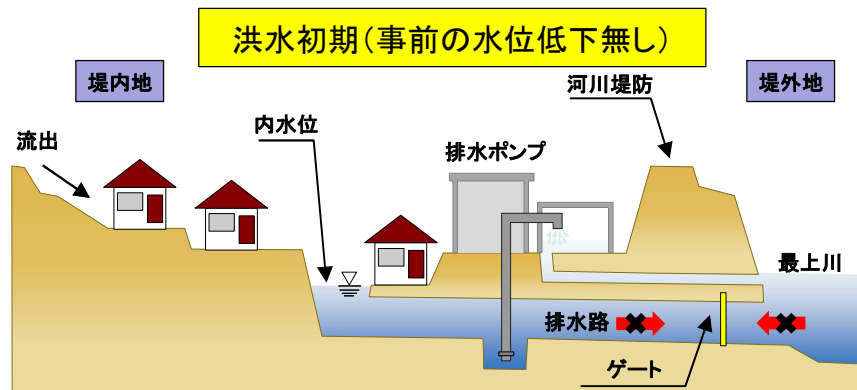 洪水初期(事前の水位低下無し)
堤内地
河川堤防
堤外地
流出
内水位
排水ポンプ
最上川
排水路
ゲート